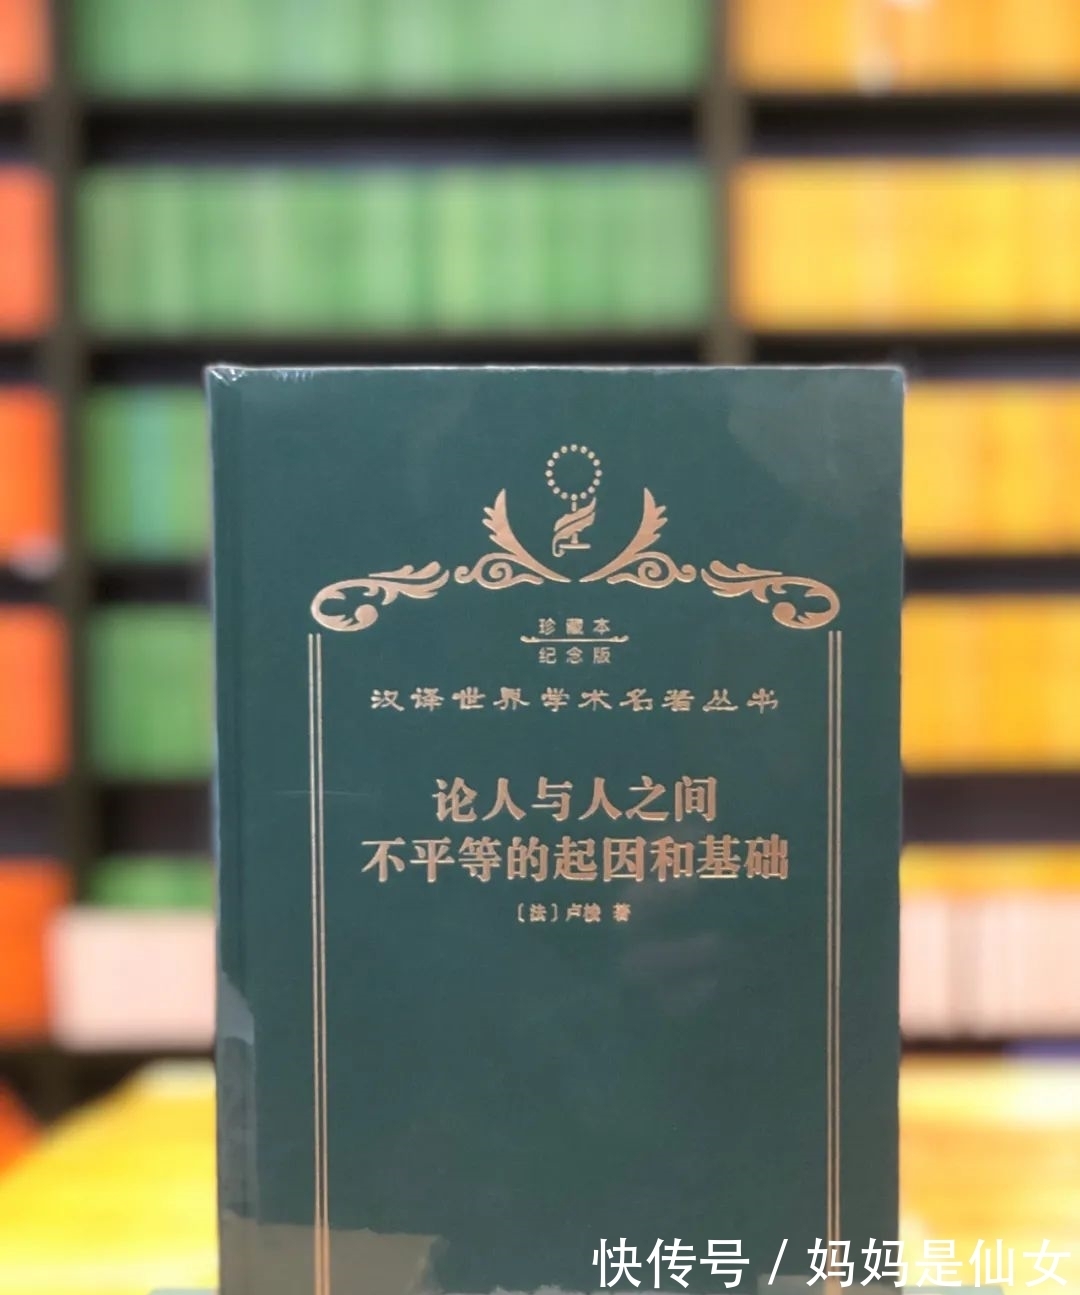 珍藏本
纪念版
汉译世界学术名著丛书
论人与人之间
不平等的起因和基础
〔法〕卢梭 著
快传号 / 妈妈是仙女